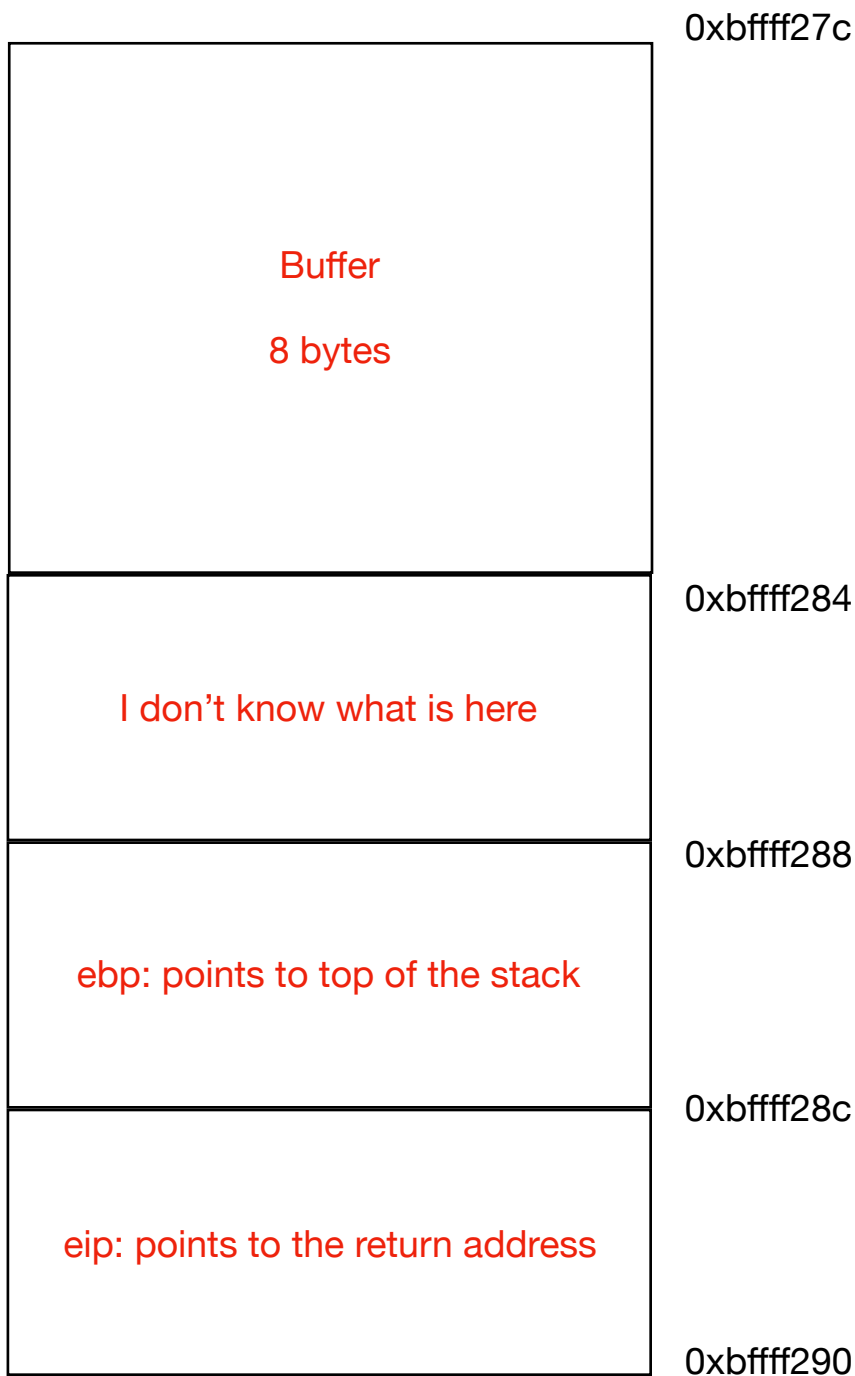 0xbffff27c
Buffer
8 bytes
0xbffff284
I don’t know what is here
0xbffff288
ebp: points to top of the stack
0xbffff28c
eip: points to the return address
0xbffff290